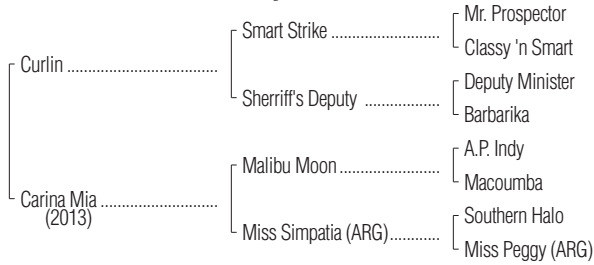 Mr. Prospector
Smart Strike ........................
Classy 'n Smart
Curlin .................................
Deputy Minister
Sherriff's Deputy ................
Barbarika
A.P. Indy
Malibu Moon ......................
Macoumba
Carina Mia .........................
(2013)
Southern Halo
Miss Simpatia (ARG)...........
Miss Peggy (ARG)